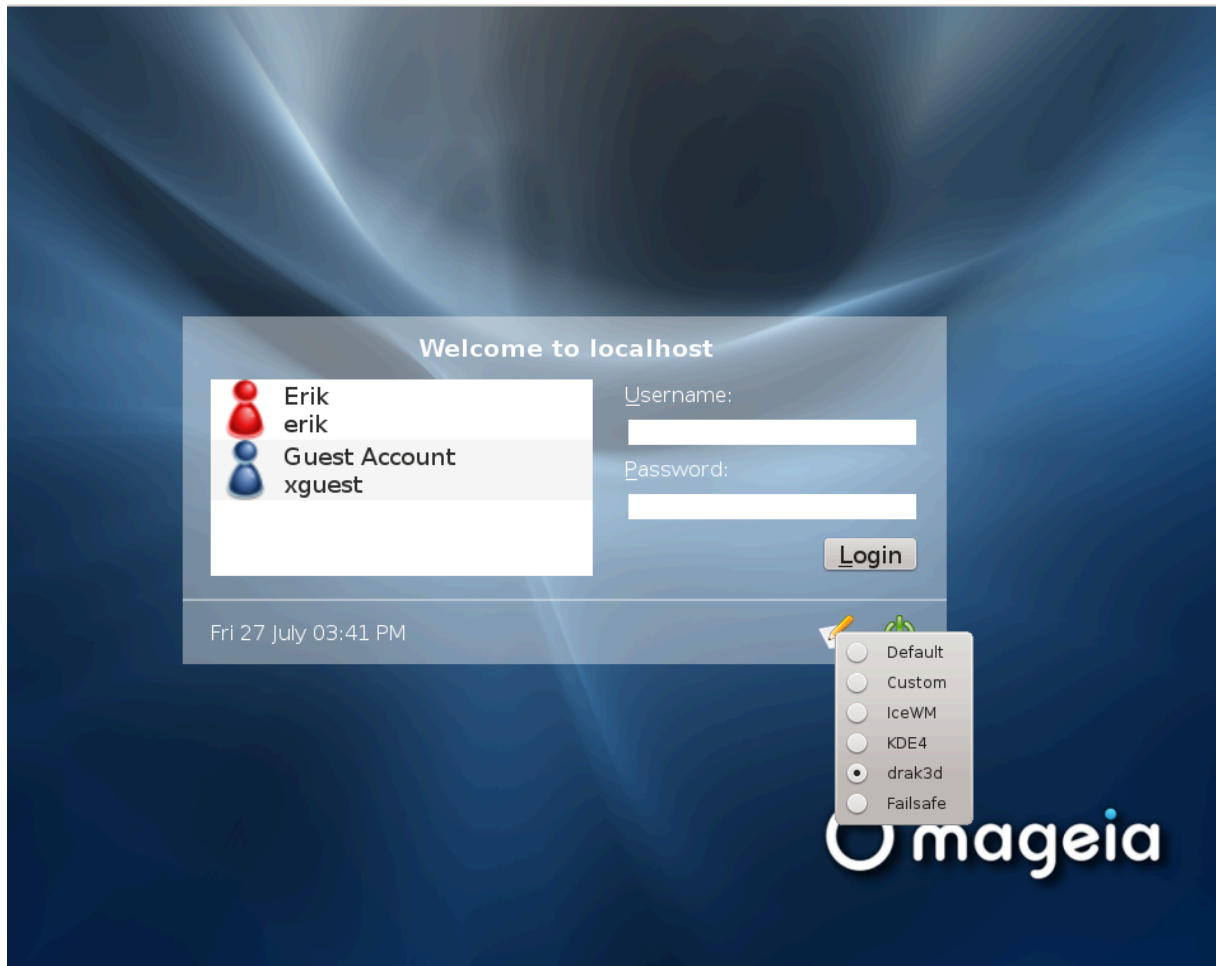 Welcome to localhost
Erik
erik
Guest Account
xguest
Username:
Password:
Login
Fri 27 July 03:41 PM
Default
Custom
IceWM
KDE4
drak3d
Failsafe
mageia